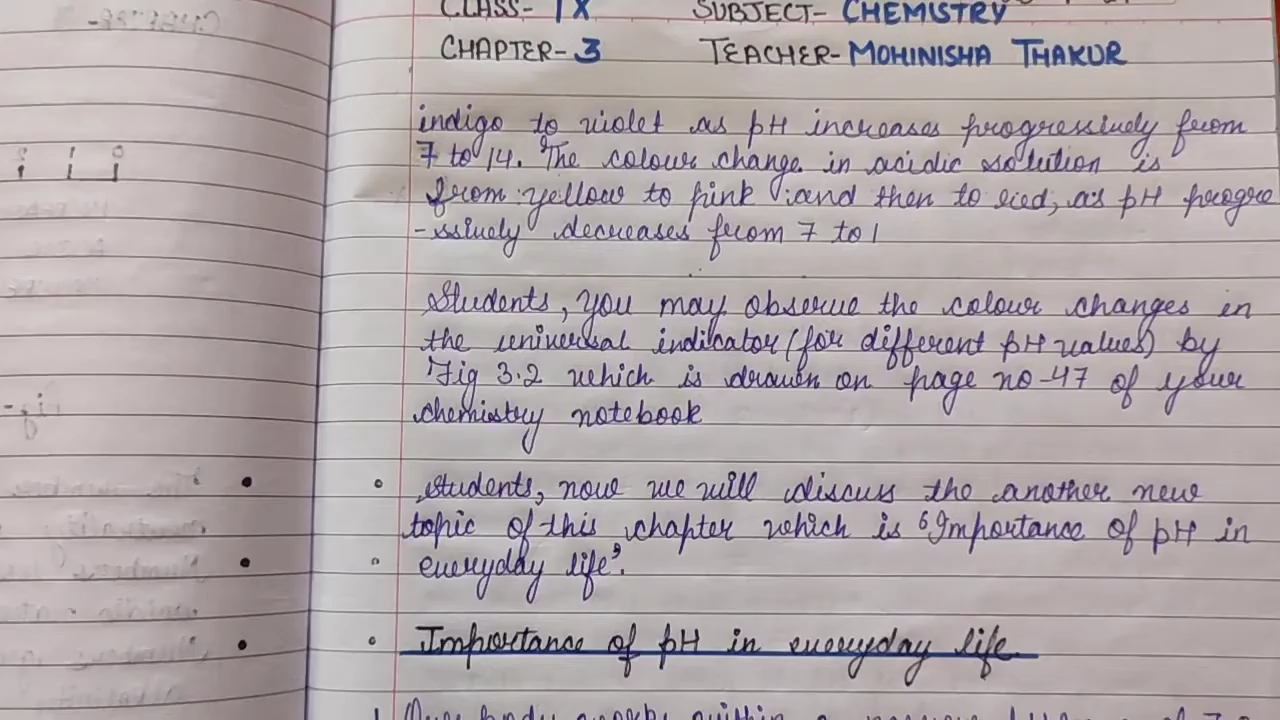 CLASS- IX SUBJECT- CHEMISTRY
CHAPTER-3 TEACHER- MOHINISHA THAKUR
indigo to violet as pH increases progressively from
7 to 14. The colour change in acidic solution is
from yellow to pink and then to red, as pH progre
-ssively decreases from 7 to 1
Students, you may observe the colour changes in
the universal indicator (for different pH values) by
Fig 3.2 which is drawn on page no-47 of your
chemistry notebook
students, now we will discuss the another new
topic of this chapter which is 'Importance of pH in
everyday life'.
Importance of pH in everyday life